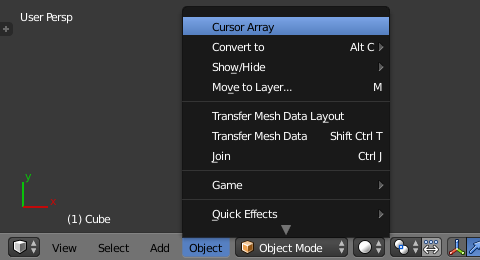 User Persp
Cursor Array
Convert to Alt C
Show/Hide
Move to Layer... M
Transfer Mesh Data Layout
Transfer Mesh Data Shift Ctrl T
Join Ctrl J
Game
Quick Effects
y
x
(1) Cube
View Select Add Object Object Mode